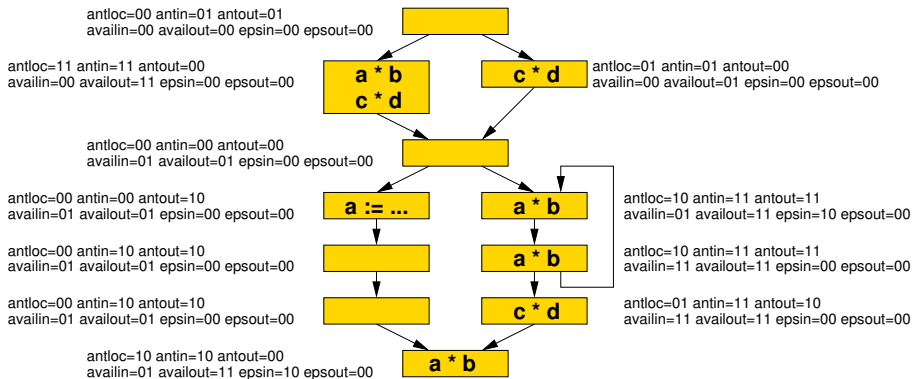 antloc=00 antin=01 antout=01
availin=00 availout=00 epsin=00 epsout=00
antloc=11 antin=11 antout=00
availin=00 availout=11 epsin=00 epsout=00
a * b
c * d
c * d
antloc=01 antin=01 antout=00
availin=00 availout=01 epsin=00 epsout=00
antloc=00 antin=00 antout=00
availin=01 availout=01 epsin=00 epsout=00
antloc=00 antin=00 antout=10
availin=01 availout=01 epsin=00 epsout=00
a := ...
a * b
antloc=10 antin=11 antout=11
availin=01 availout=11 epsin=10 epsout=00
antloc=00 antin=10 antout=10
availin=01 availout=01 epsin=00 epsout=00
a * b
antloc=10 antin=11 antout=11
availin=11 availout=11 epsin=00 epsout=00
antloc=00 antin=10 antout=10
availin=01 availout=01 epsin=00 epsout=00
c * d
antloc=01 antin=11 antout=10
availin=11 availout=11 epsin=00 epsout=00
antloc=10 antin=10 antout=00
availin=01 availout=11 epsin=10 epsout=00
a * b